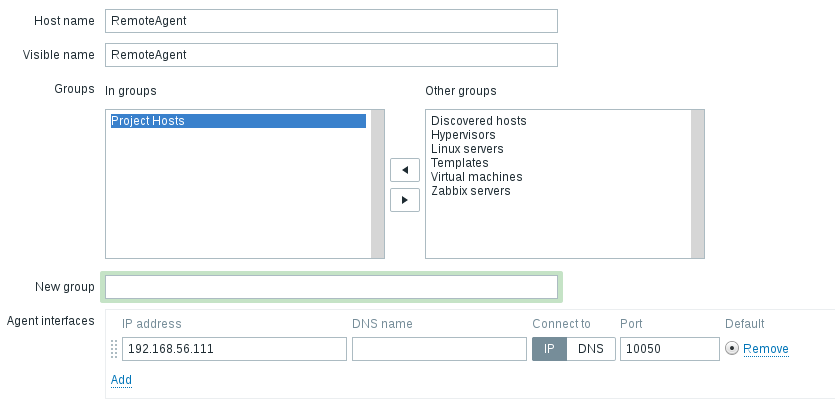 Host name RemoteAgent
Visible name RemoteAgent
Groups In groups Other groups
Project Hosts
Discovered hosts
Hypervisors
Linux servers
Templates
Virtual machines
Zabbix servers
New group
Agent interfaces IP address DNS name Connect to Port Default
192.168.56.111 IP DNS 10050 Remove
Add